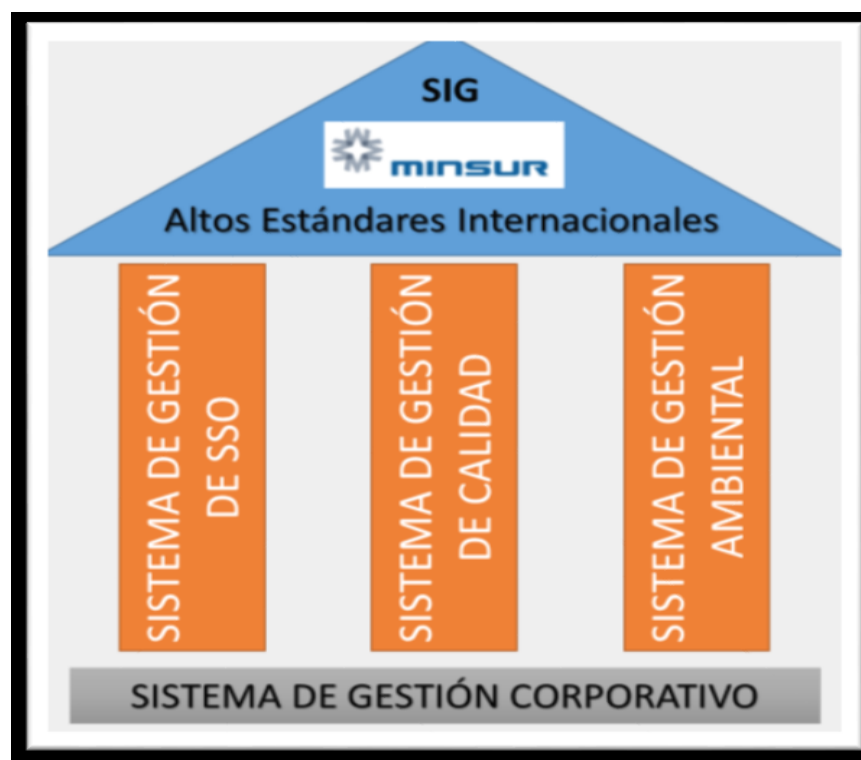 SIG
minsur
Altos Estándares Internacionales
SISTEMA DE GESTIÓN
DE SSO
SISTEMA DE GESTIÓN
DE CALIDAD
SISTEMA DE GESTIÓN
AMBIENTAL
SISTEMA DE GESTIÓN CORPORATIVO